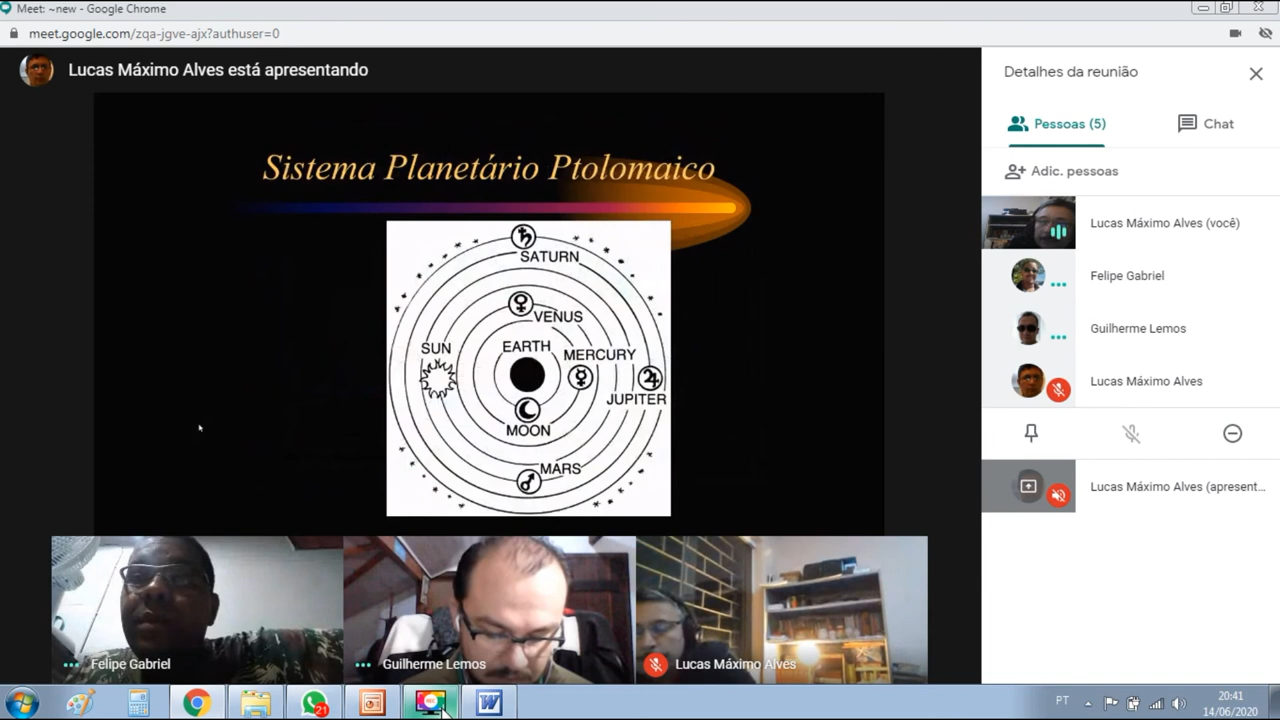 Meet: ~new - Google Chrome
meet.google.com/zqa-jgve-ajx?authuser=0
Lucas Máximo Alves está apresentando
Sistema Planetário Ptolomaico
SATURN
VENUS
SUN
EARTH
MERCURY
JUPITER
MOON
MARS
Felipe Gabriel
Guilherme Lemos
Lucas Máximo Alves
Detalhes da reunião
Pessoas (5)
Chat
Adic. pessoas
Lucas Máximo Alves (você)
Felipe Gabriel
Guilherme Lemos
Lucas Máximo Alves
Lucas Máximo Alves (apresent...
21
REC
W
PT
20:41
14/06/2020